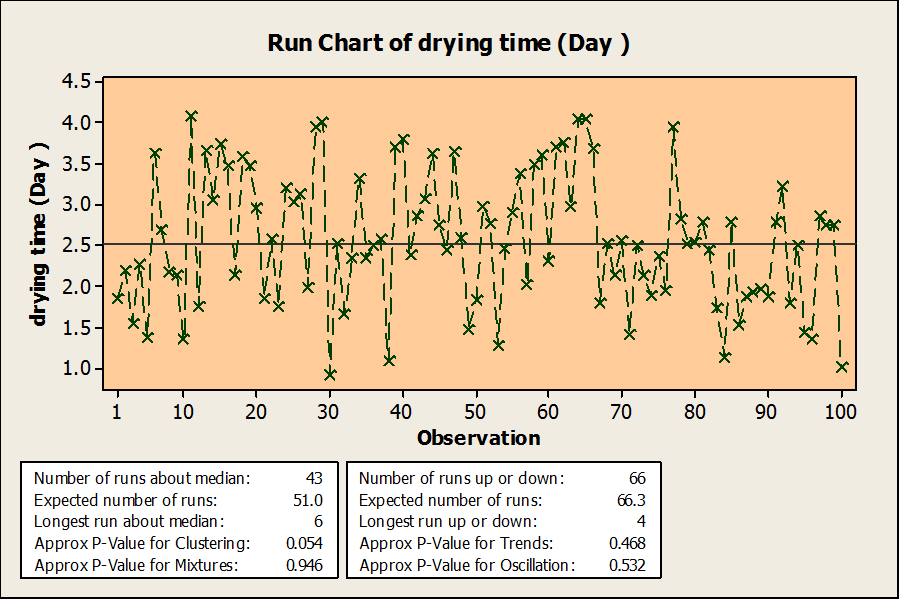 Run Chart of drying time (Day )
drying time (Day )
4.5
4.0
3.5
3.0
2.5
2.0
1.5
1.0
1 10 20 30 40 50 60 70 80 90 100
Observation
Number of runs about median: 43
Expected number of runs: 51.0
Longest run about median: 6
Approx P-Value for Clustering: 0.054
Approx P-Value for Mixtures: 0.946
Number of runs up or down: 66
Expected number of runs: 66.3
Longest run up or down: 4
Approx P-Value for Trends: 0.468
Approx P-Value for Oscillation: 0.532